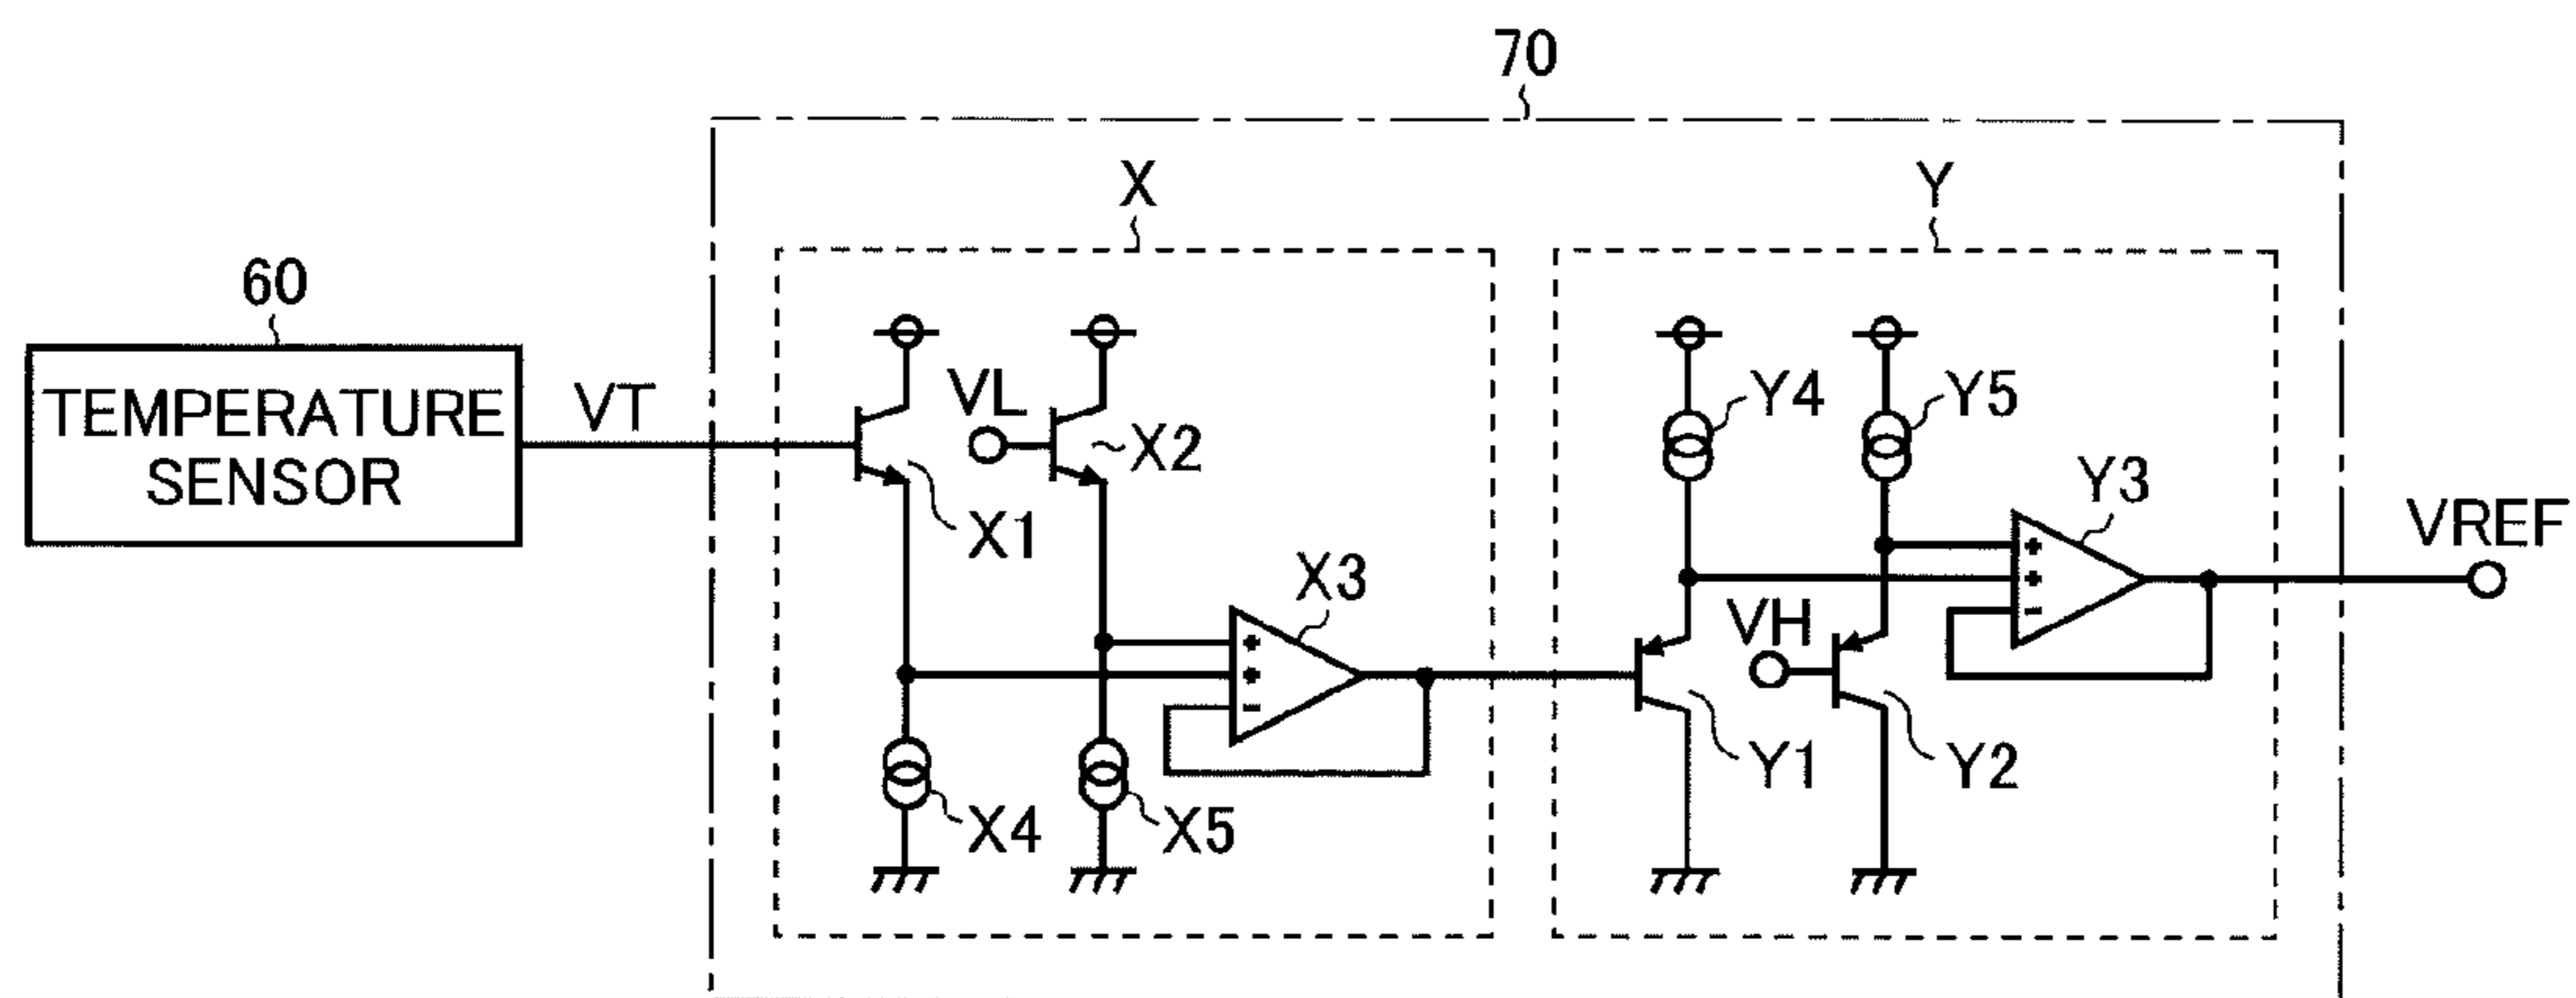 70
X
Y
60
TEMPERATURE
SENSOR
VT
VL
X2
X1
X3
X4
X5
Y4
Y5
Y3
VH
Y1
Y2
VREF